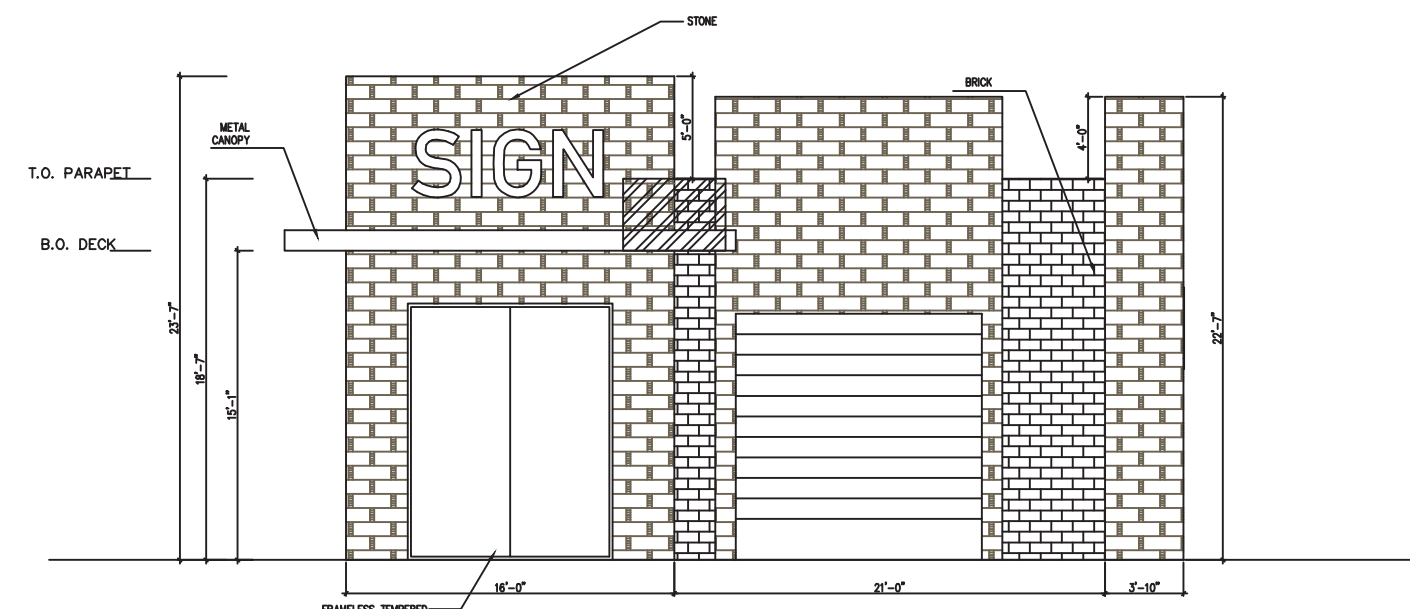 STONE
BRICK
METAL
CANOPY
SIGN
5'-0"
4'-0"
T.O. PARAPET
B.O. DECK
23'-7"
18'-7"
15'-1"
22'-7"
16'-0"
21'-0"
3'-10"
FRAMELESS TEMPERED